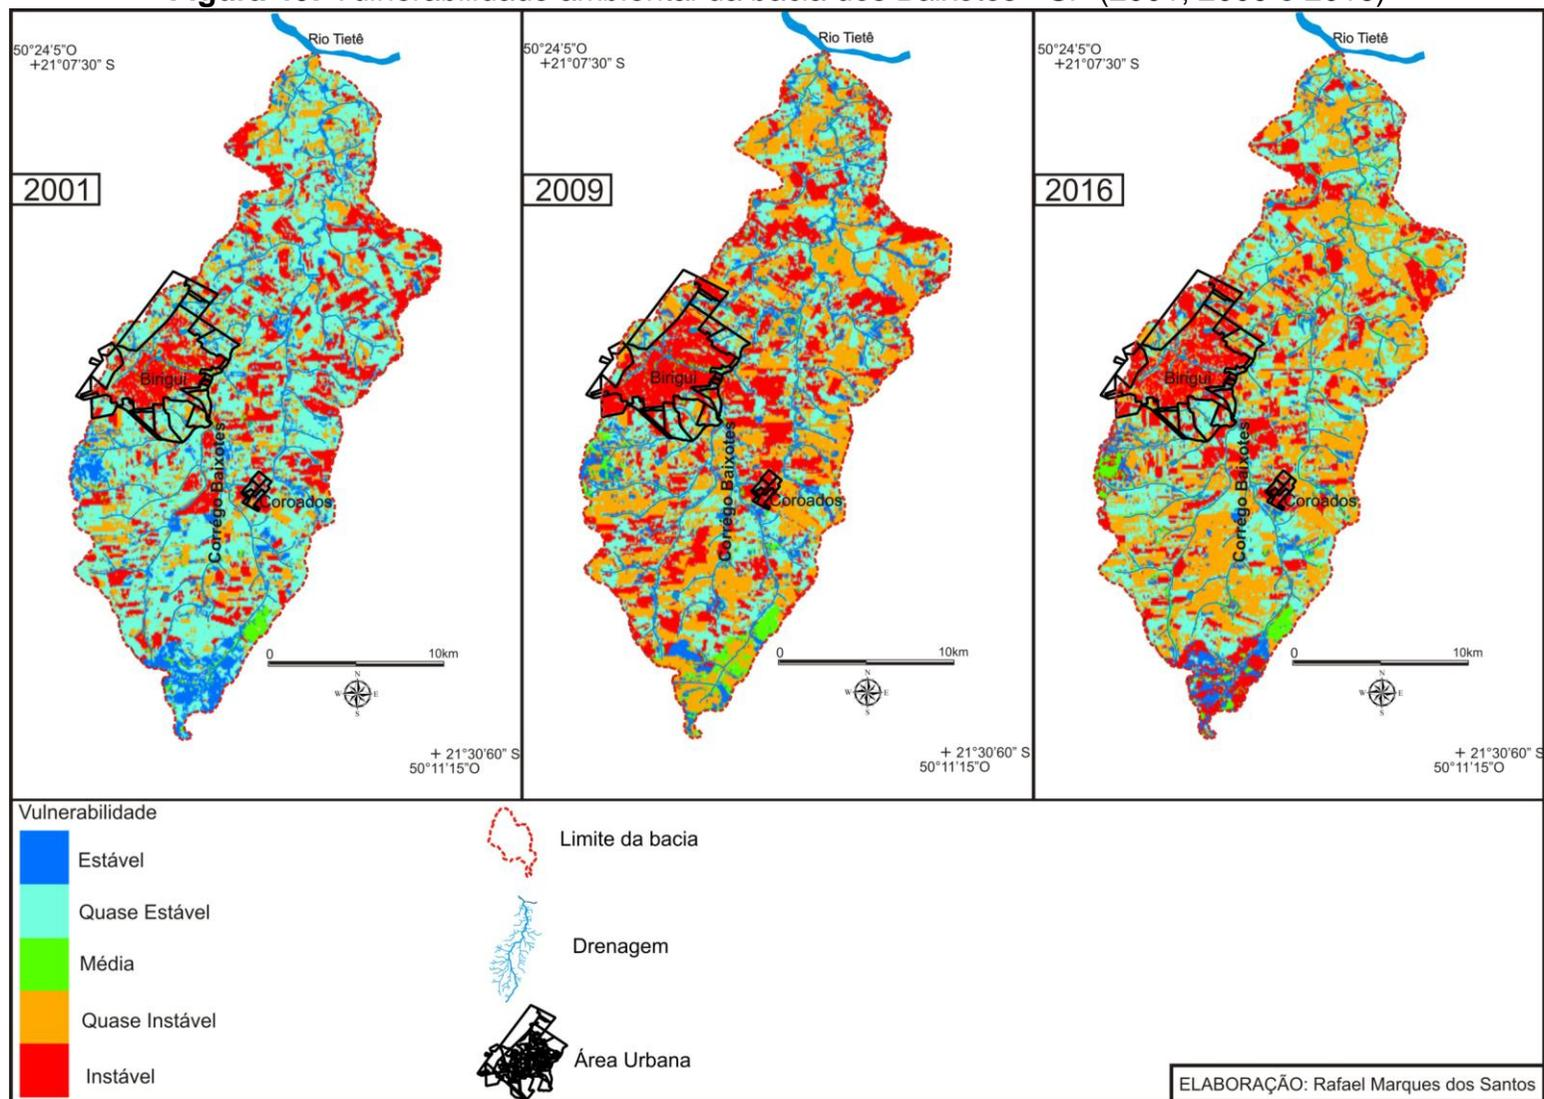 Rio Tietê
50°24'5"O
+21°07'30" S
2001
Birigui
Corrego Baixotes
Coroados
0 10km
N
W E
S
+ 21°30'60" S
50°11'15"O
Rio Tietê
50°24'5"O
+21°07'30" S
2009
Birigui
Corrego Baixotes
Coroados
0 10km
N
W E
S
+ 21°30'60" S
50°11'15"O
Rio Tietê
50°24'5"O
+21°07'30" S
2016
Birigui
Corrego Baixotes
Coroados
0 10km
N
W E
S
+ 21°30'60" S
50°11'15"O
Vulnerabilidade
Estável
Quase Estável
Média
Quase Instável
Instável
Limite da bacia
Drenagem
Área Urbana
ELABORAÇÃO: Rafael Marques dos Santos